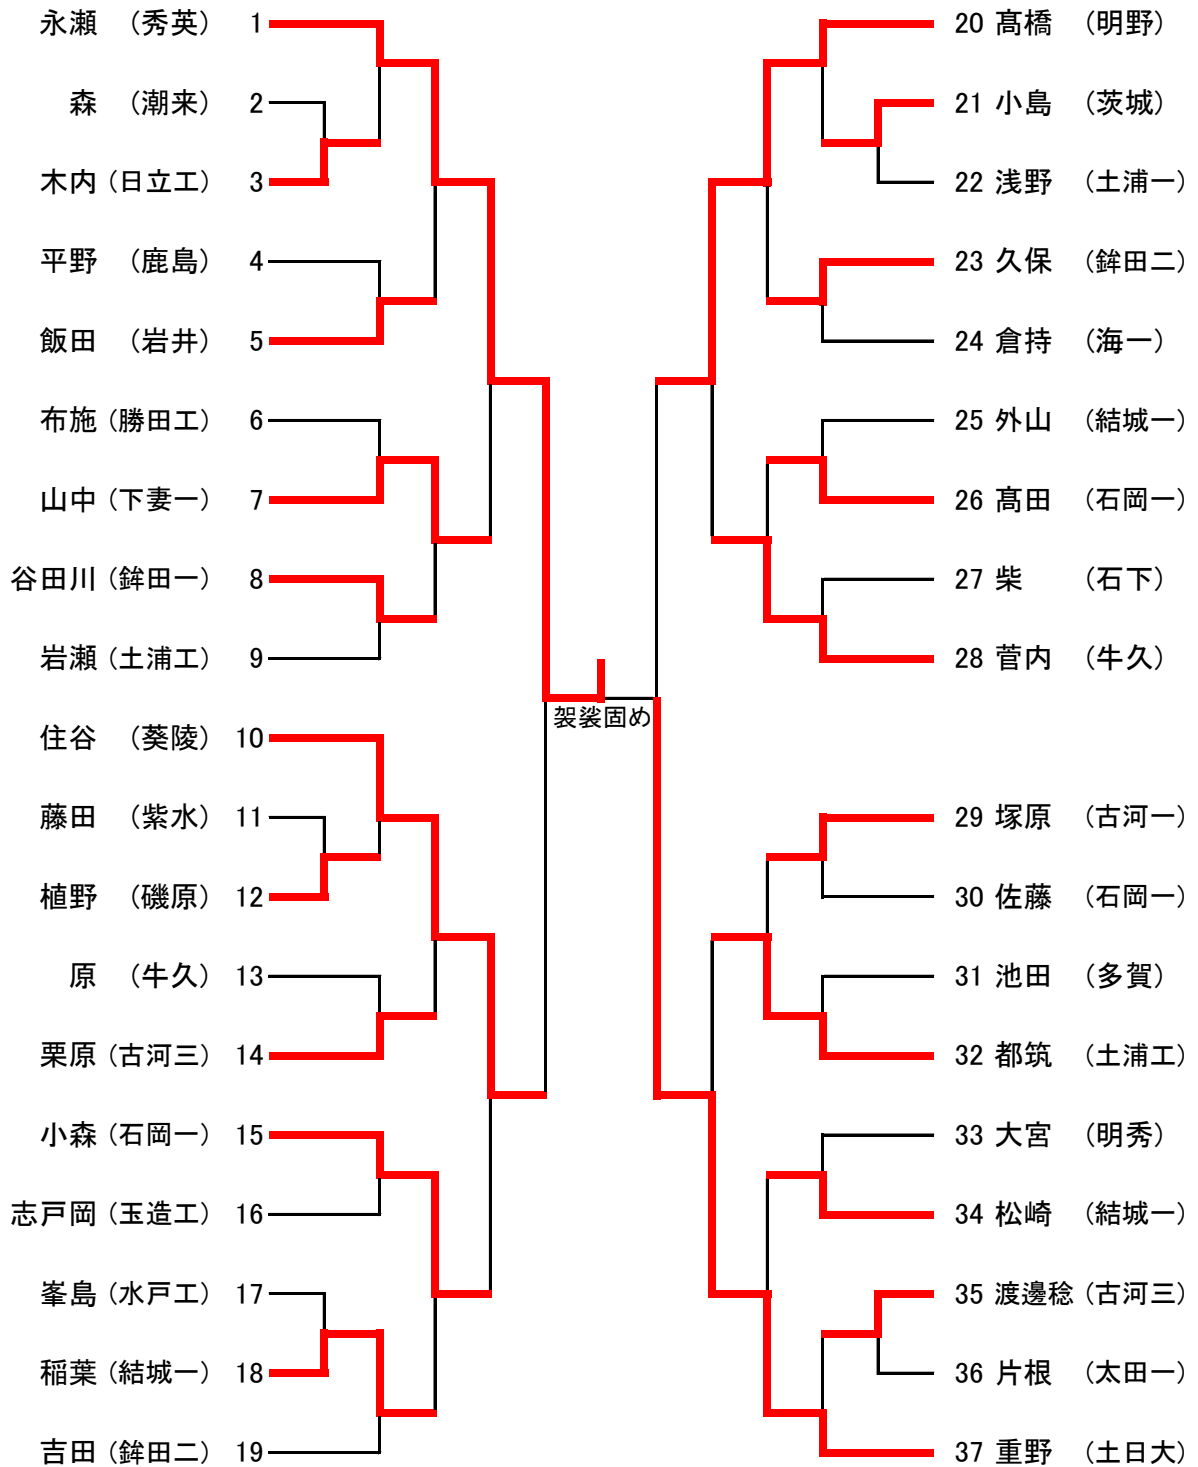 永瀬 （秀英） 1
森 （潮来） 2
木内（日立工） 3
平野 （鹿島） 4
飯田 （岩井） 5
布施（勝田工） 6
山中（下妻一） 7
谷田川（鉾田一） 8
岩瀬（土浦工） 9
住谷 （葵陵） 10
藤田 （紫水） 11
植野 （磯原） 12
原 （牛久） 13
栗原（古河三） 14
小森（石岡一） 15
志戸岡（玉造工） 16
峯島（水戸工） 17
稲葉（結城一） 18
吉田（鉾田二） 19
袈裟固め
20 髙橋 （明野）
21 小島 （茨城）
22 浅野 （土浦一）
23 久保 （鉾田二）
24 倉持 （海一）
25 外山 （結城一）
26 髙田 （石岡一）
27 柴 （石下）
28 菅内 （牛久）
29 塚原 （古河一）
30 佐藤 （石岡一）
31 池田 （多賀）
32 都筑 （土浦工）
33 大宮 （明秀）
34 松崎 （結城一）
35 渡邊稔（古河三）
36 片根 （太田一）
37 重野 （土日大）